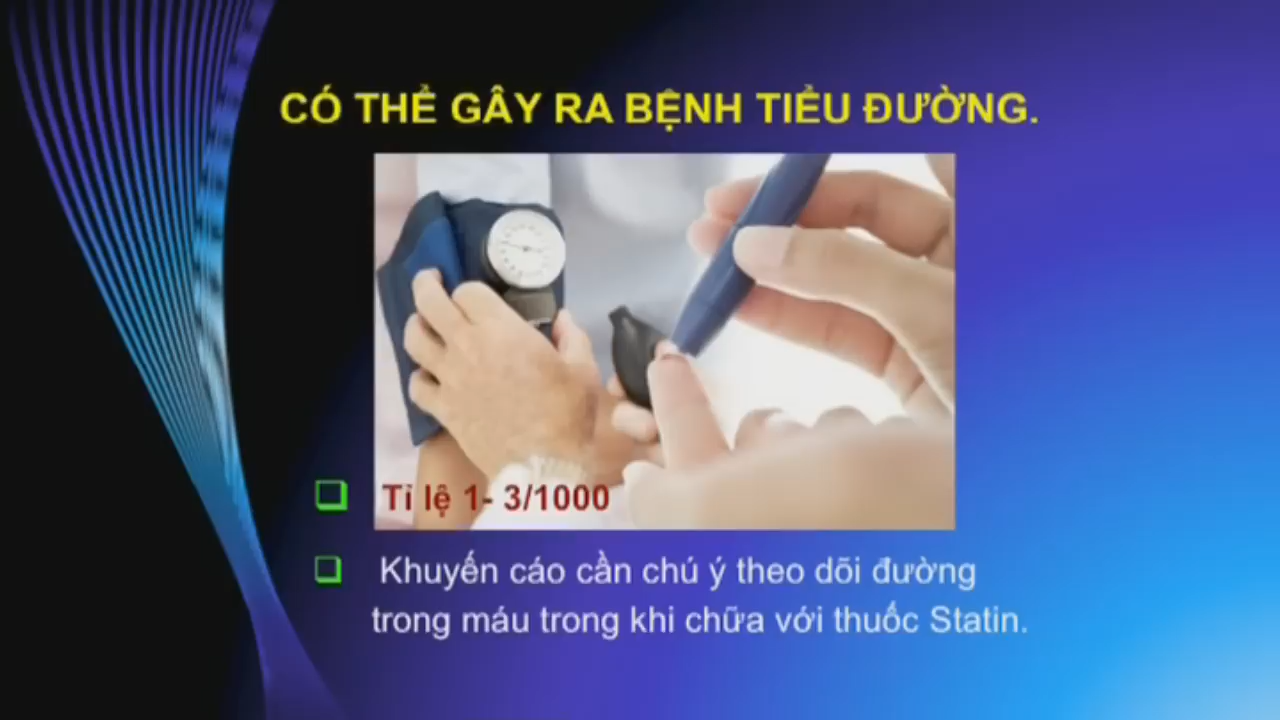 CÓ THỂ GÂY RA BỆNH TIỂU ĐƯỜNG.
Tỉ lệ 1- 3/1000
Khuyến cáo cần chú ý theo dõi đường
trong máu trong khi chữa với thuốc Statin.